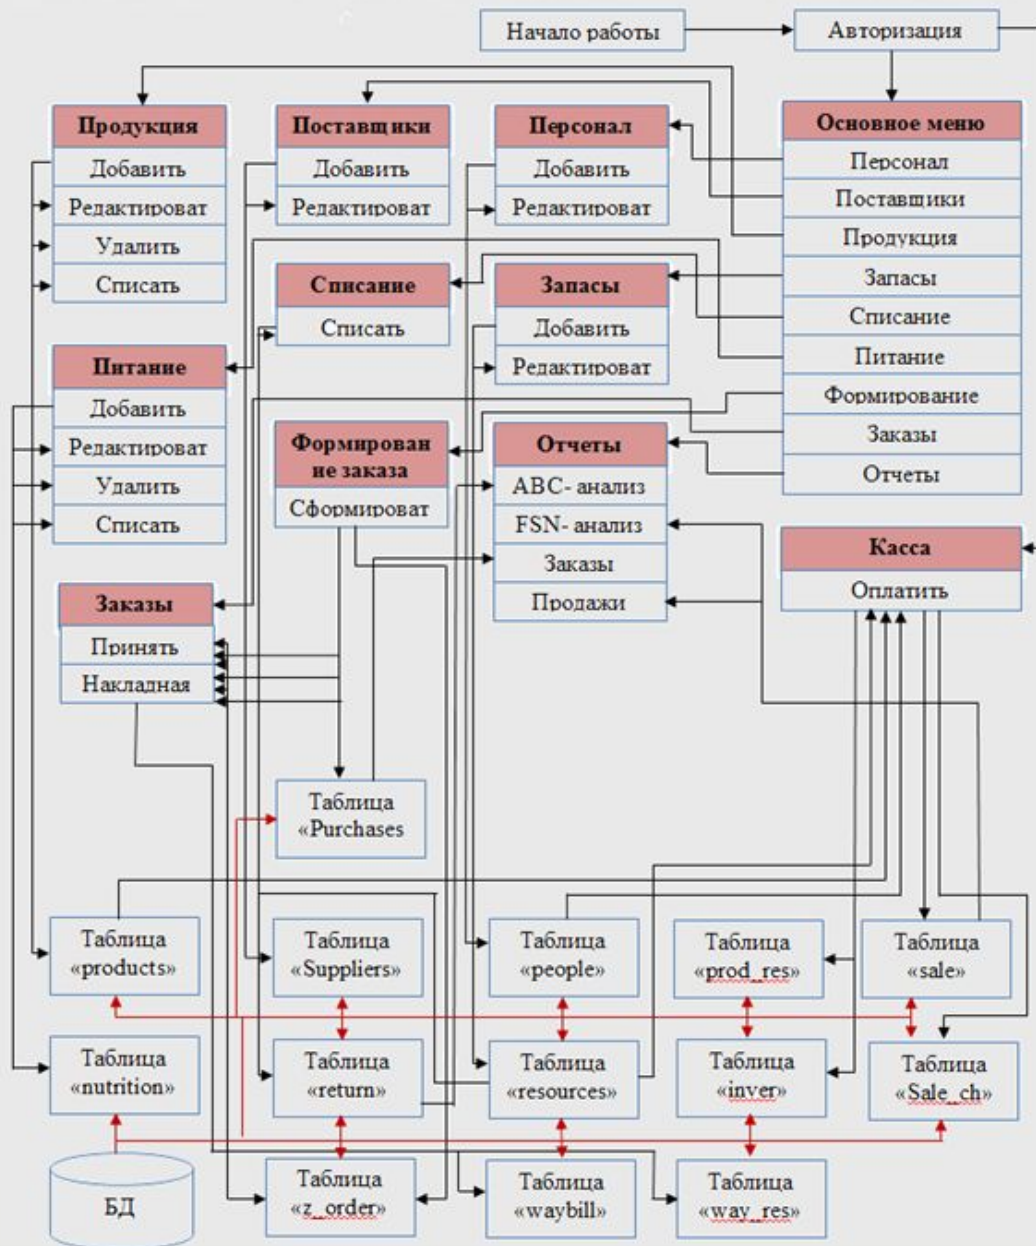 Начало работы
Авторизация
Продукция
Добавить
Редактироват
Удалить
Списать
Поставщики
Добавить
Редактироват
Персонал
Добавить
Редактироват
Основное меню
Персонал
Поставщики
Продукция
Запасы
Списание
Питание
Формирование
Заказы
Отчеты
Списание
Списать
Запасы
Добавить
Редактироват
Питание
Добавить
Редактироват
Удалить
Списать
Формирован
ие заказа
Сформироват
Отчеты
ABC- анализ
FSN- анализ
Заказы
Продажи
Касса
Оплатить
Заказы
Принять
Накладная
Таблица
«Purchases
Таблица
«products»
Таблица
«Suppliers»
Таблица
«people»
Таблица
«prod_res»
Таблица
«sale»
Таблица
«nutrition»
Таблица
«return»
Таблица
«resources»
Таблица
«inver»
Таблица
«Sale_ch»
БД
Таблица
«z_order»
Таблица
«waybill»
Таблица
«way_res»